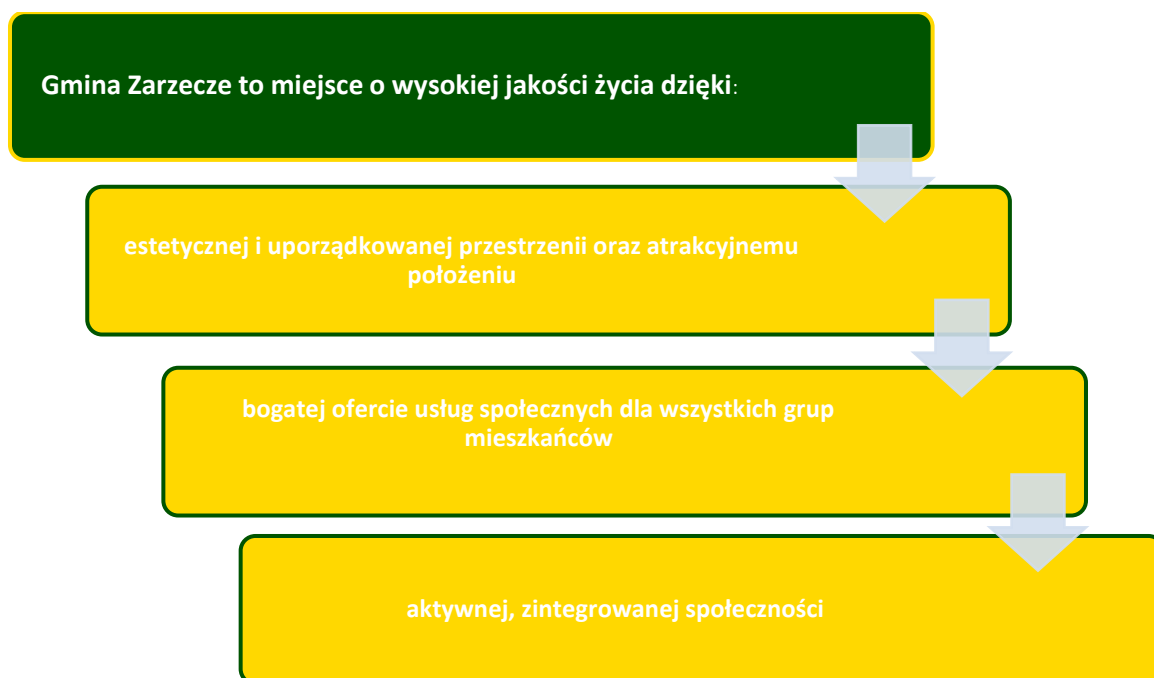 Gmina Zarzecze to miejsce o wysokiej jakości życia dzięki:
estetycznej i uporządkowanej przestrzenii oraz atrakcyjnemu
położeniu
bogatej ofercie usług społecznych dla wszystkich grup
mieszkańców
aktywnej, zintegrowanej społeczności